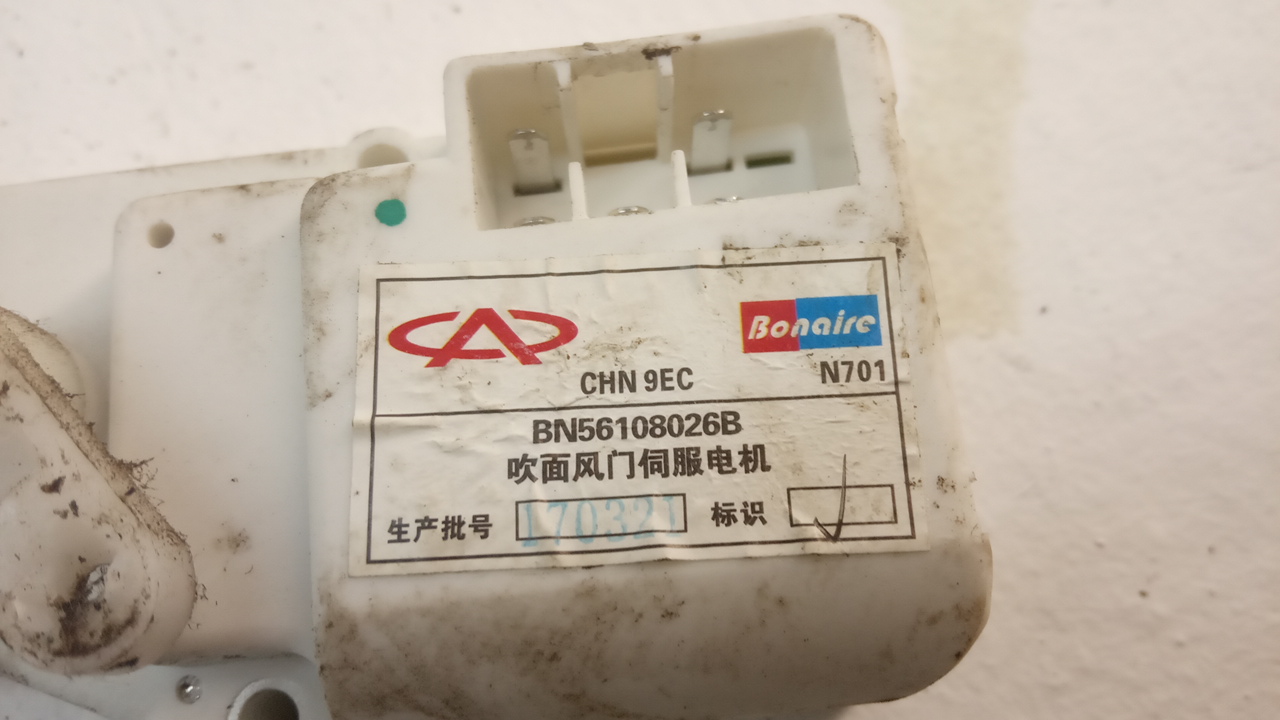 Bonaire
CHN 9EC N701
BN56108026B
吹面风门伺服电机
生产批号 170321 标识